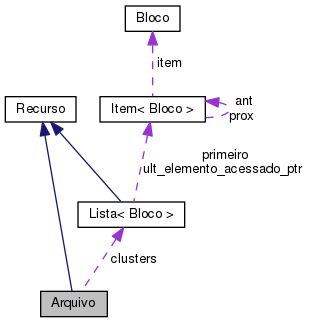 Bloco
item
Recurso
Item< Bloco >
ant
prox
primeiro
ult_elemento_acessado_ptr
Lista< Bloco >
clusters
Arquivo